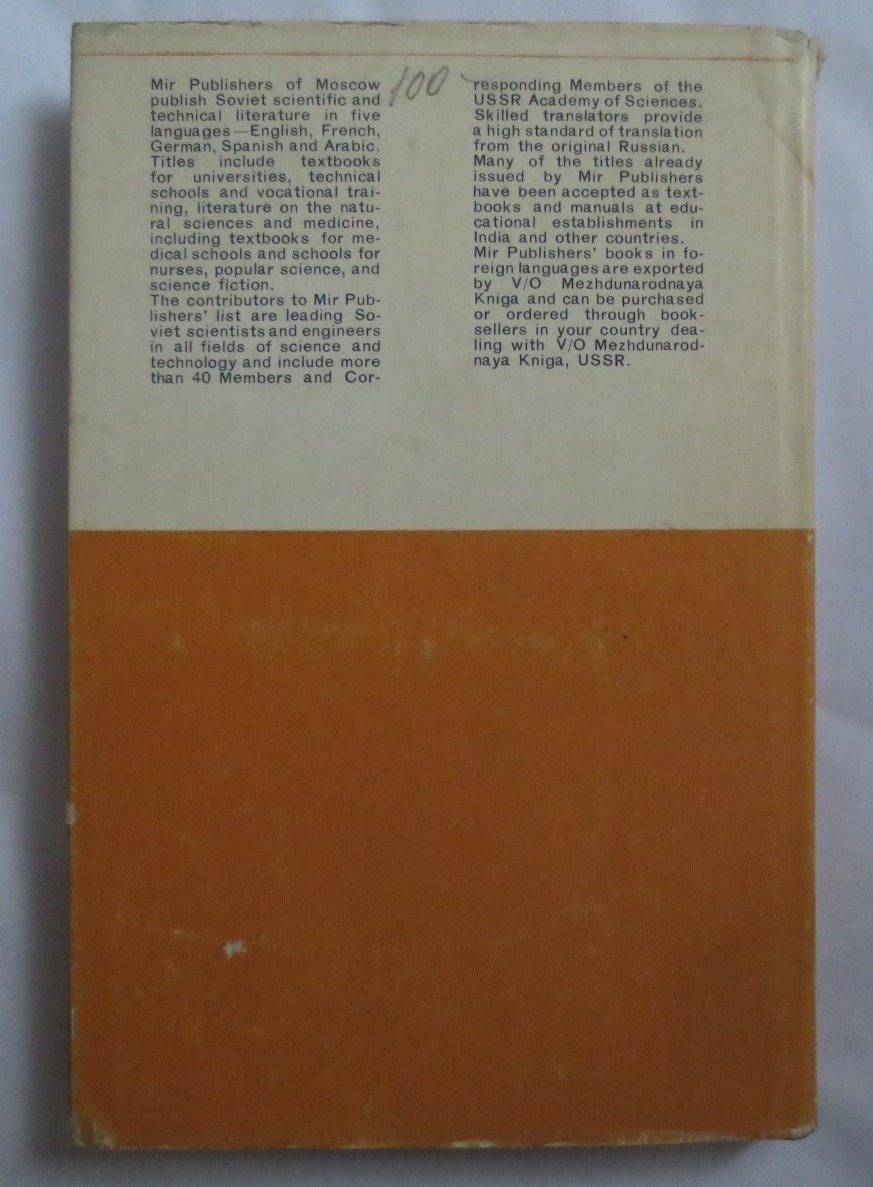 Mir Publishers of Moscow
publish Soviet scientific and
technical literature in five
languages—English, French,
German, Spanish and Arabic.
Titles include textbooks
for universities, technical
schools and vocational trai-
ning, literature on the natu-
ral sciences and medicine,
including textbooks for me-
dical schools and schools for
nurses, popular science, and
science fiction.
The contributors to Mir Pub-
lishers' list are leading So-
viet scientists and engineers
in all fields of science and
technology and include more
than 40 Members and Cor-
100
responding Members of the
USSR Academy of Sciences.
Skilled translators provide
a high standard of translation
from the original Russian.
Many of the titles already
issued by Mir Publishers
have been accepted as text-
books and manuals at edu-
cational establishments in
India and other countries.
Mir Publishers' books in fo-
reign languages are exported
by V/O Mezhdunarodnaya
Kniga and can be purchased
or ordered through book-
sellers in your country dea-
ling with V/O Mezhdunarod-
naya Kniga, USSR.